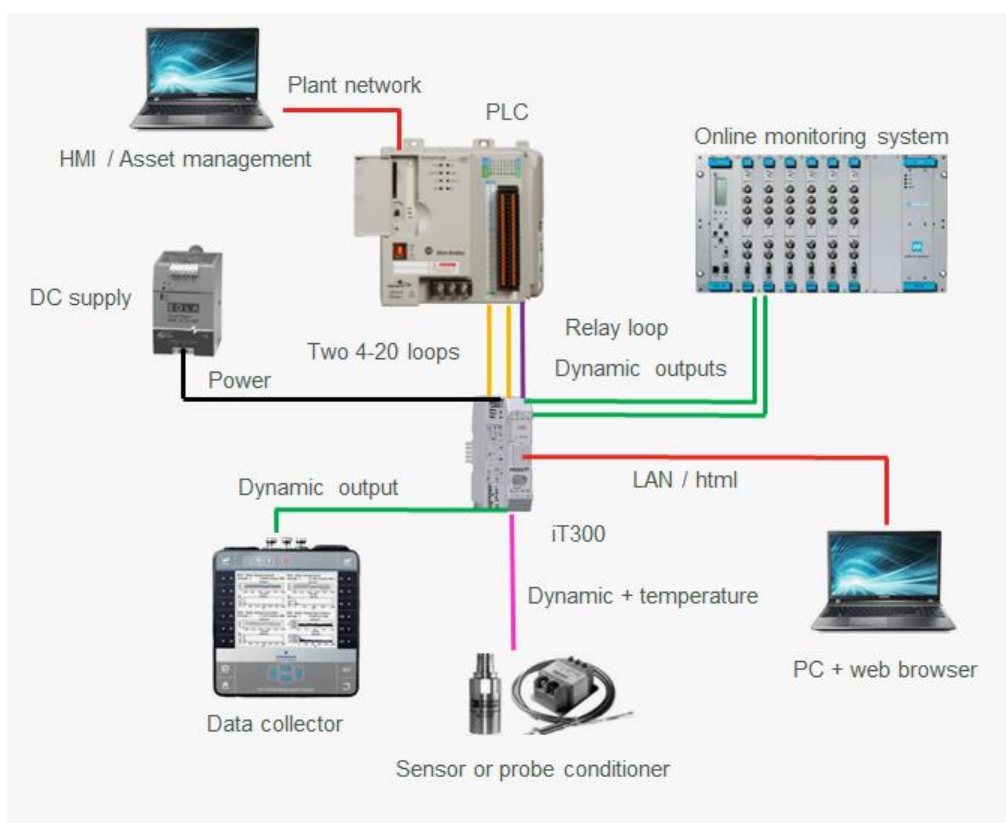 Plant network
PLC
Online monitoring system
HMI / Asset management
DC supply
SOLA
Relay loop
Two 4-20 loops
Dynamic outputs
Power
LAN / html
Dynamic output
iT300
Dynamic + temperature
PC + web browser
Data collector
Sensor or probe conditioner